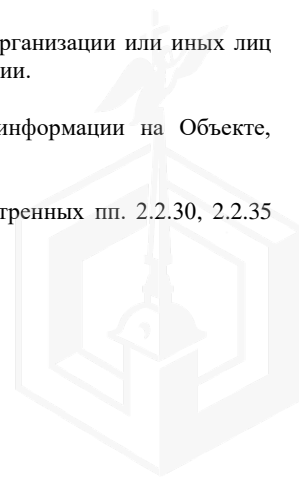 рганизации или иных лиц
ии.
информации на Объекте,
тренных пп. 2.2.30, 2.2.35